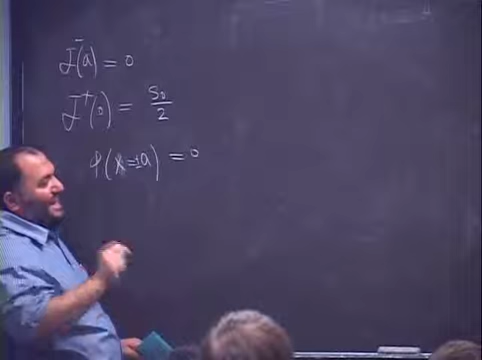 J⁻(a) = 0
J⁺(0) = S₀/2
φ(x=±a) = 0